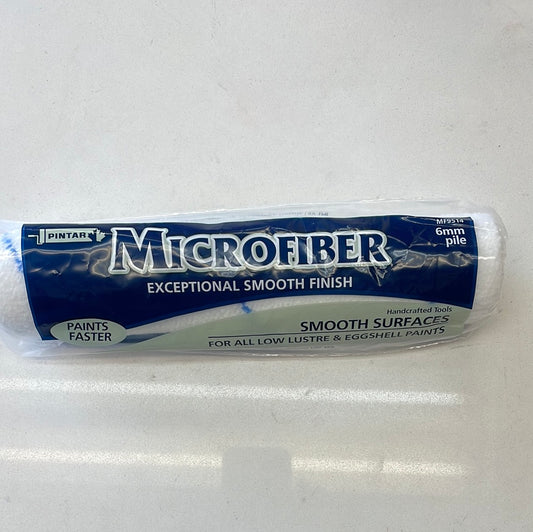 MF9514
PINTAR
MICROFIBER
6mm
pile
EXCEPTIONAL SMOOTH FINISH
Handcrafted Tools
PAINTS
FASTER
SMOOTH SURFACES
FOR ALL LOW LUSTRE & EGGSHELL PAINTS